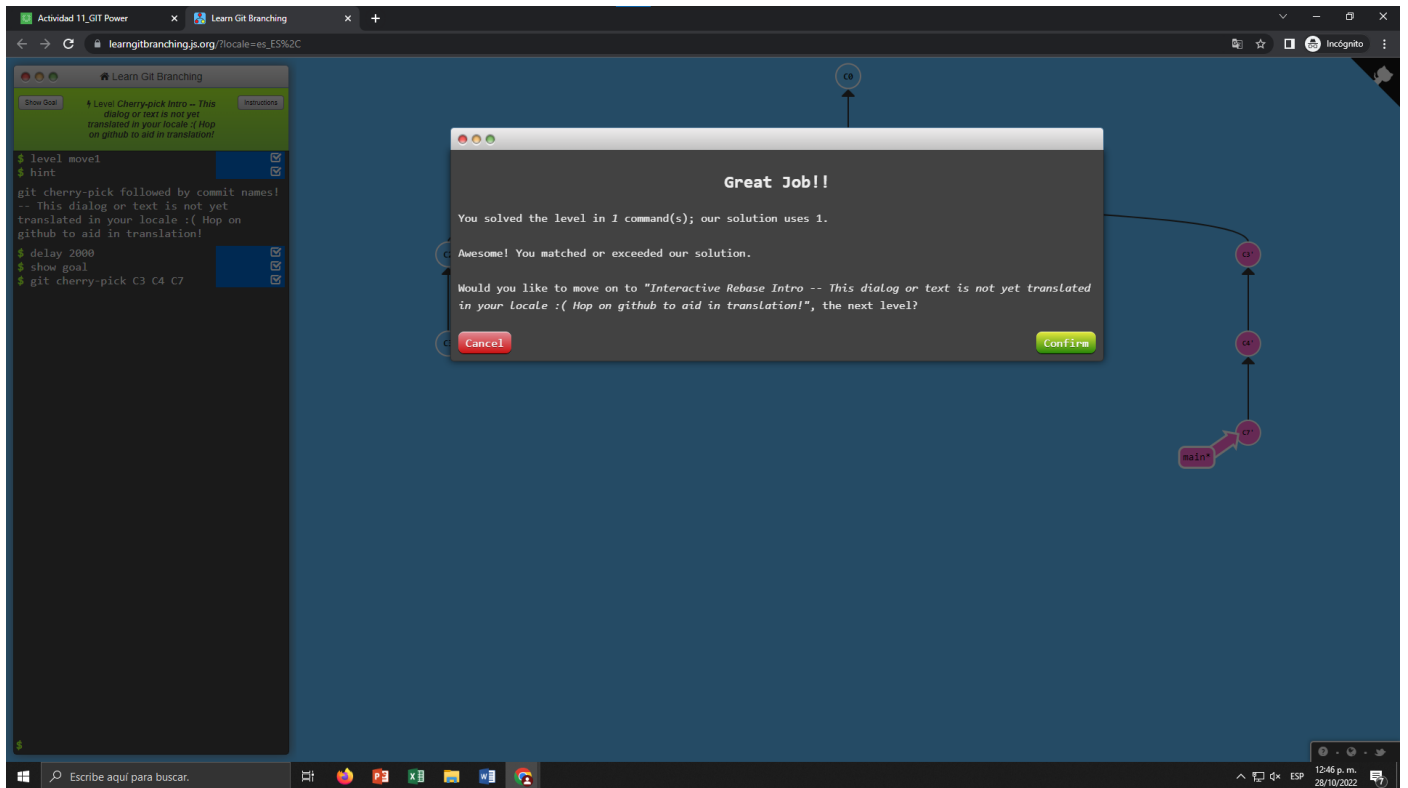 Actividad 11_GIT Power
Learn Git Branching
learngitbranching.js.org/?locale=es_ES%2C
Incógnito
Learn Git Branching
Show Goal
Level Cherry-pick Intro -- This
dialog or text is not yet
translated in your locale :( Hop
on github to aid in translation!
Instructions
$ level move1
$ hint
git cherry-pick followed by commit names!
-- This dialog or text is not yet
translated in your locale :( Hop on
github to aid in translation!
$ delay 2000
$ show goal
$ git cherry-pick C3 C4 C7
$
C0
Great Job!!
You solved the level in 1 command(s); our solution uses 1.
Awesome! You matched or exceeded our solution.
Would you like to move on to "Interactive Rebase Intro -- This dialog or text is not yet translated
in your locale :( Hop on github to aid in translation!", the next level?
Cancel
Confirm
C3'
C4'
C7'
main*
Escribe aquí para buscar.
ESP
12:46 p. m.
28/10/2022